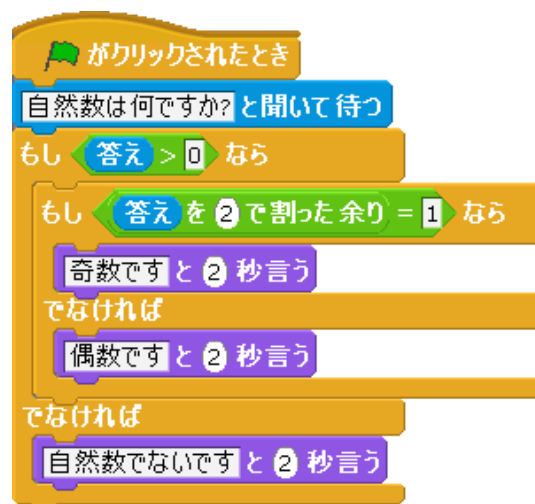 がクリックされたとき
自然数は何ですか? と聞いて待つ
もし 答え > 0 なら
もし 答え を 2 で割った余り = 1 なら
奇数です と 2 秒言う
でなければ
偶数です と 2 秒言う
でなければ
自然数でないです と 2 秒言う